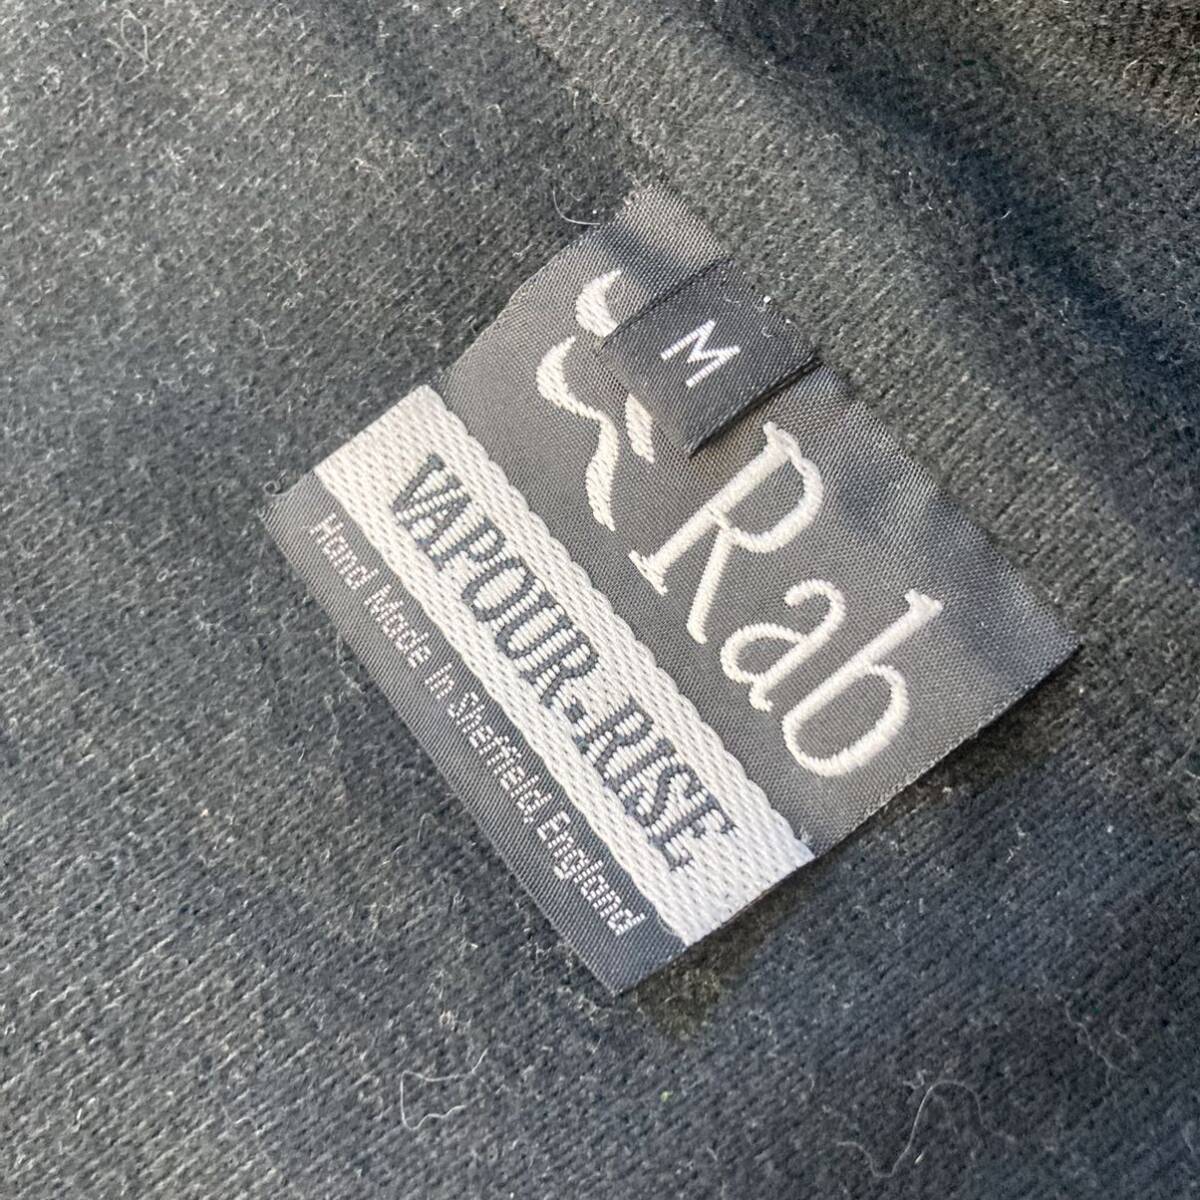 M
Rab
VAPOUR-RISE
Hand Made In Sheffield, England